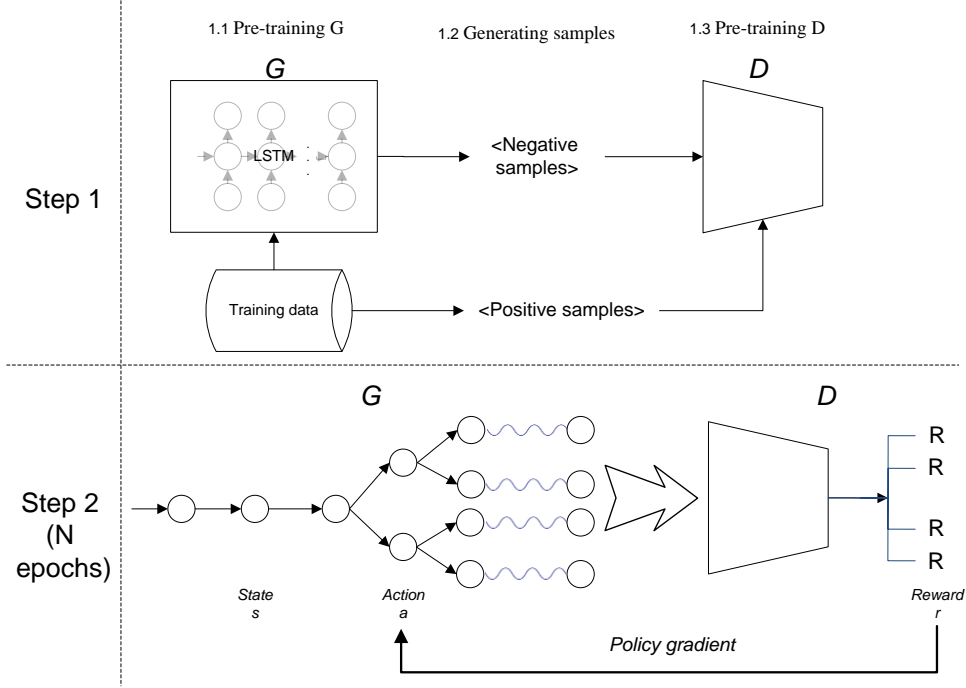 1.1 Pre-training G
1.2 Generating samples
1.3 Pre-training D
G
D
Step 1
LSTM
. . .
<Negative
samples>
Training data
<Positive samples>
G
D
Step 2
(N
epochs)
R
R
R
R
State
s
Action
a
Reward
r
Policy gradient